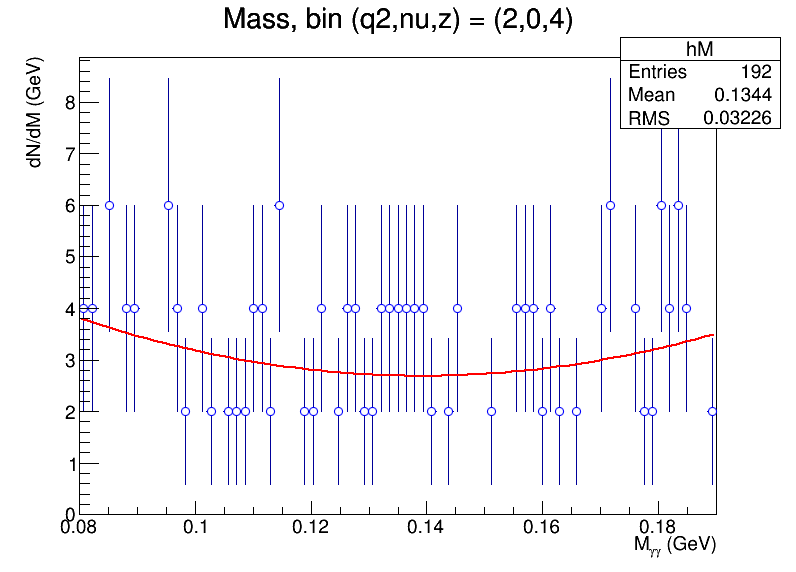 Mass, bin (q2,nu,z) = (2,0,4)
hM
Entries 192
Mean 0.1344
RMS 0.03226
dN/dM (GeV)
8
7
6
5
4
3
2
1
0
0.08 0.1 0.12 0.14 0.16 0.18
Mγγ (GeV)